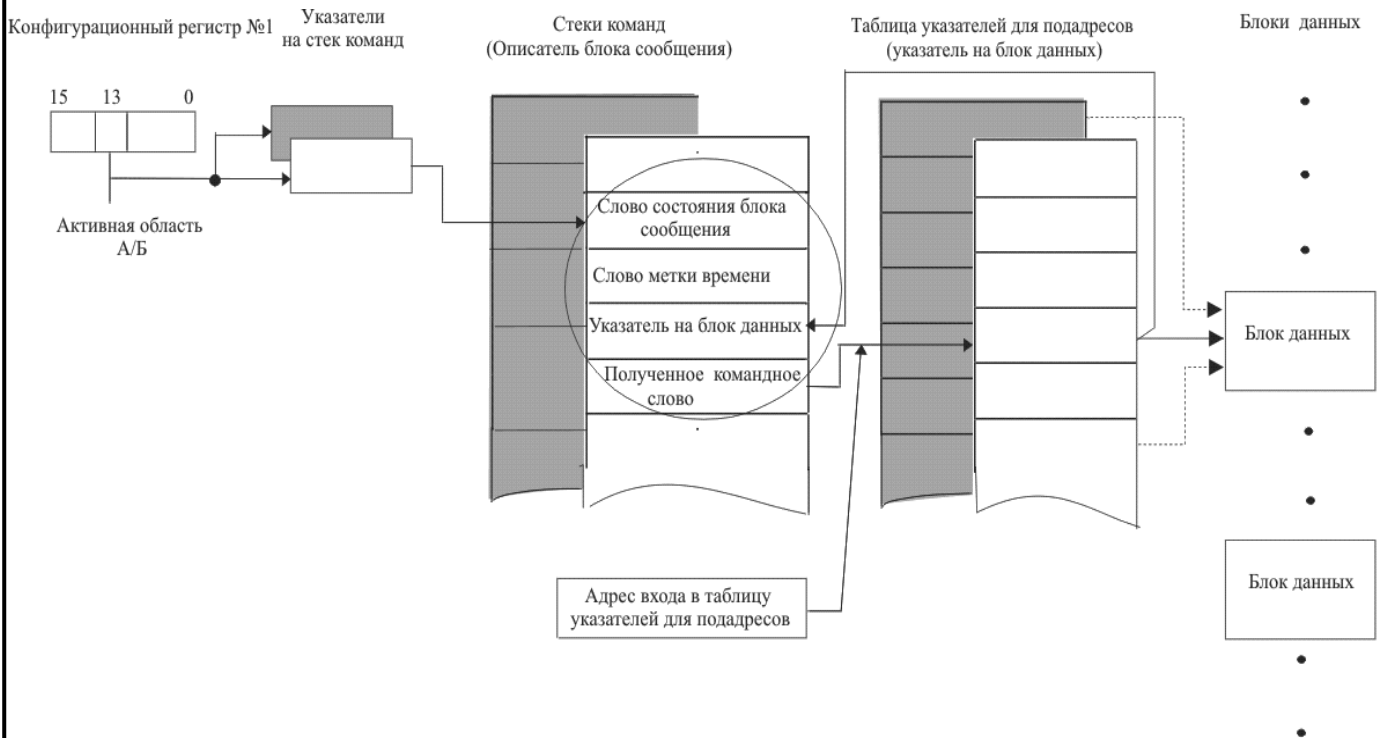 Конфигурационный регистр №1
Указатели
на стек команд
Стеки команд
(Описатель блока сообщения)
Таблица указателей для подадресов
(указатель на блок данных)
Блоки данных
15 13 0
Активная область
А/Б
Слово состояния блока
сообщения
Слово метки времени
Указатель на блок данных
Полученное командное
слово
Блок данных
Адрес входа в таблицу
указателей для подадресов
Блок данных